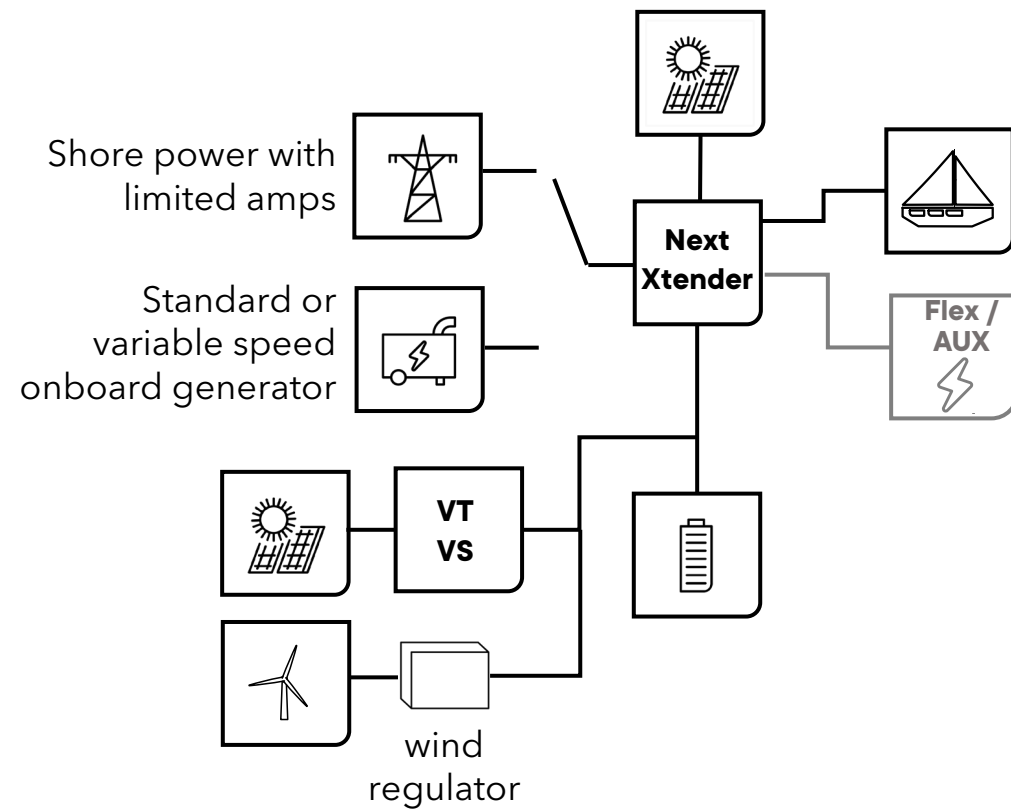 Shore power with
limited amps
Next
Xtender
Standard or
variable speed
onboard generator
Flex /
AUX
VT
VS
wind
regulator